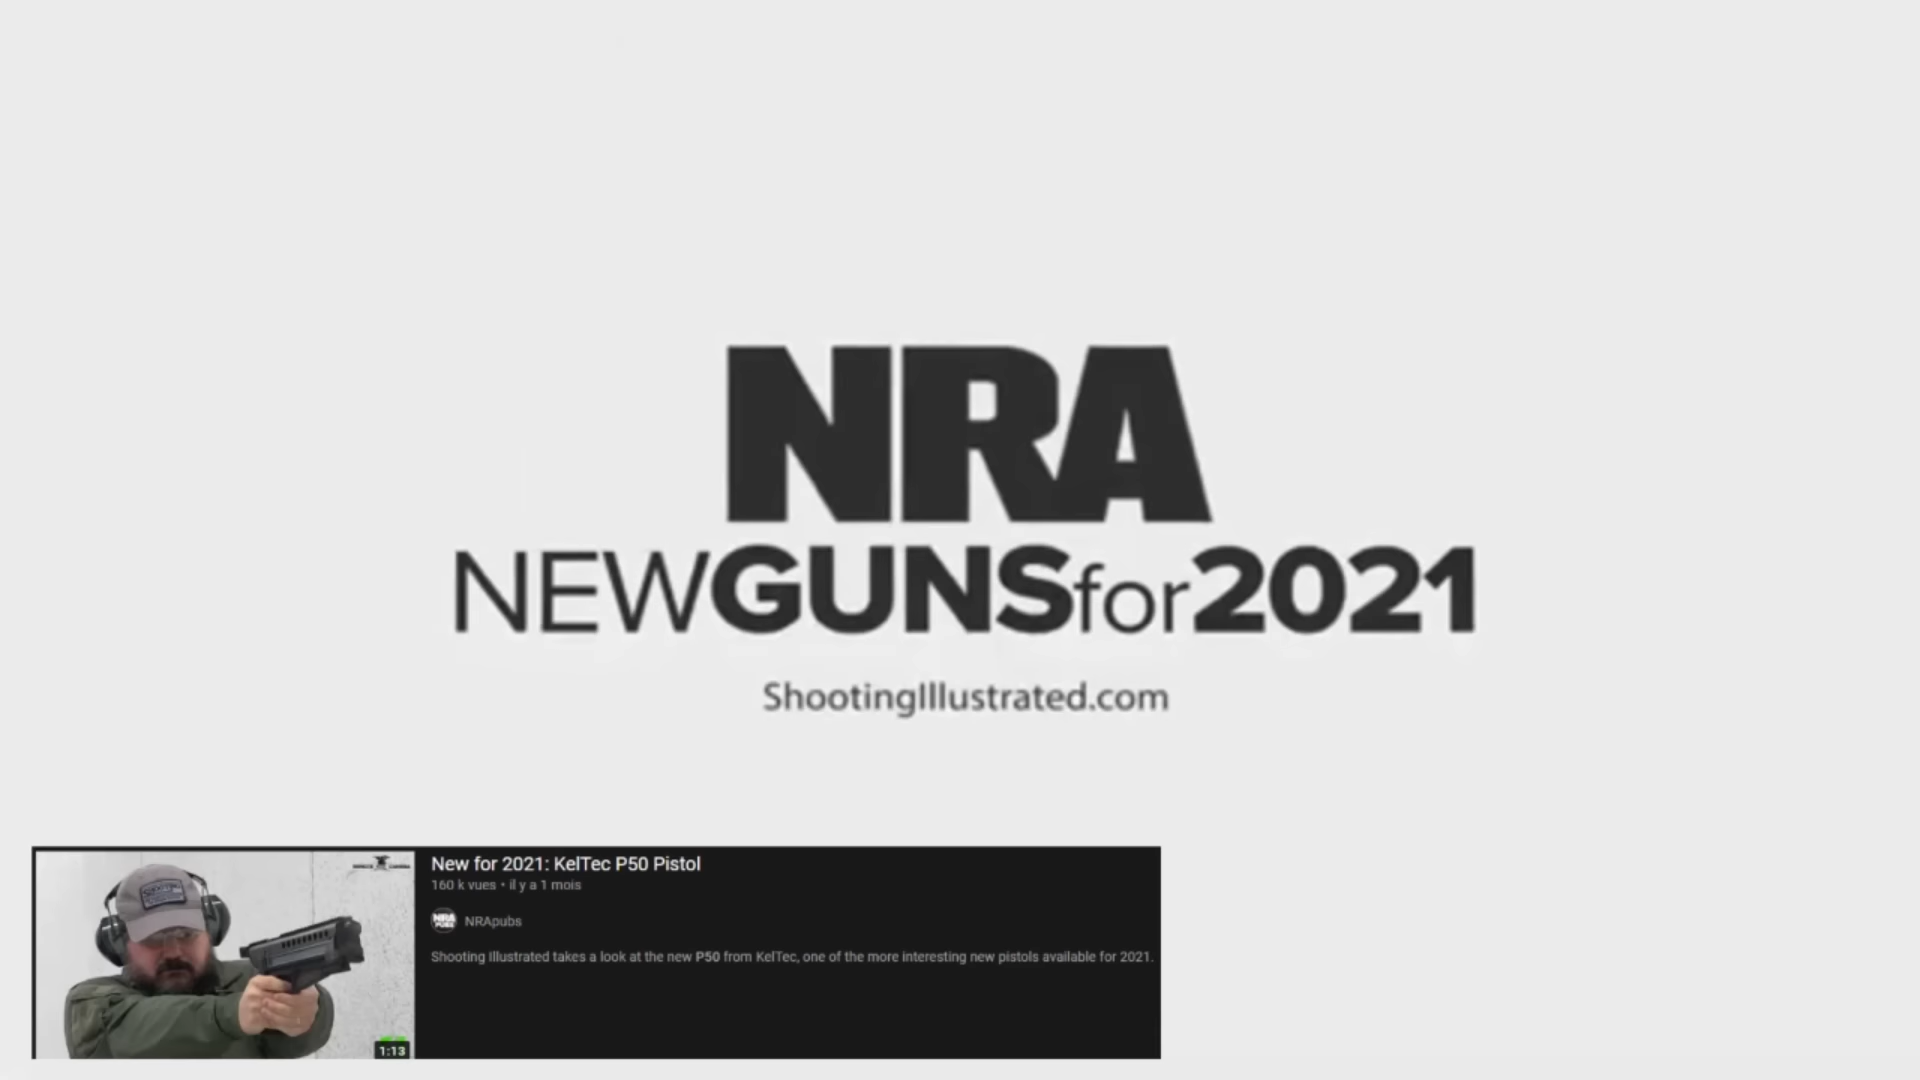 NRA
NEWGUNSfor2021
ShootingIllustrated.com
New for 2021: KelTec P50 Pistol
160 k vues • il y a 1 mois
NRApubs
Shooting Illustrated takes a look at the new P50 from KelTec, one of the more interesting new pistols available for 2021.
1:13